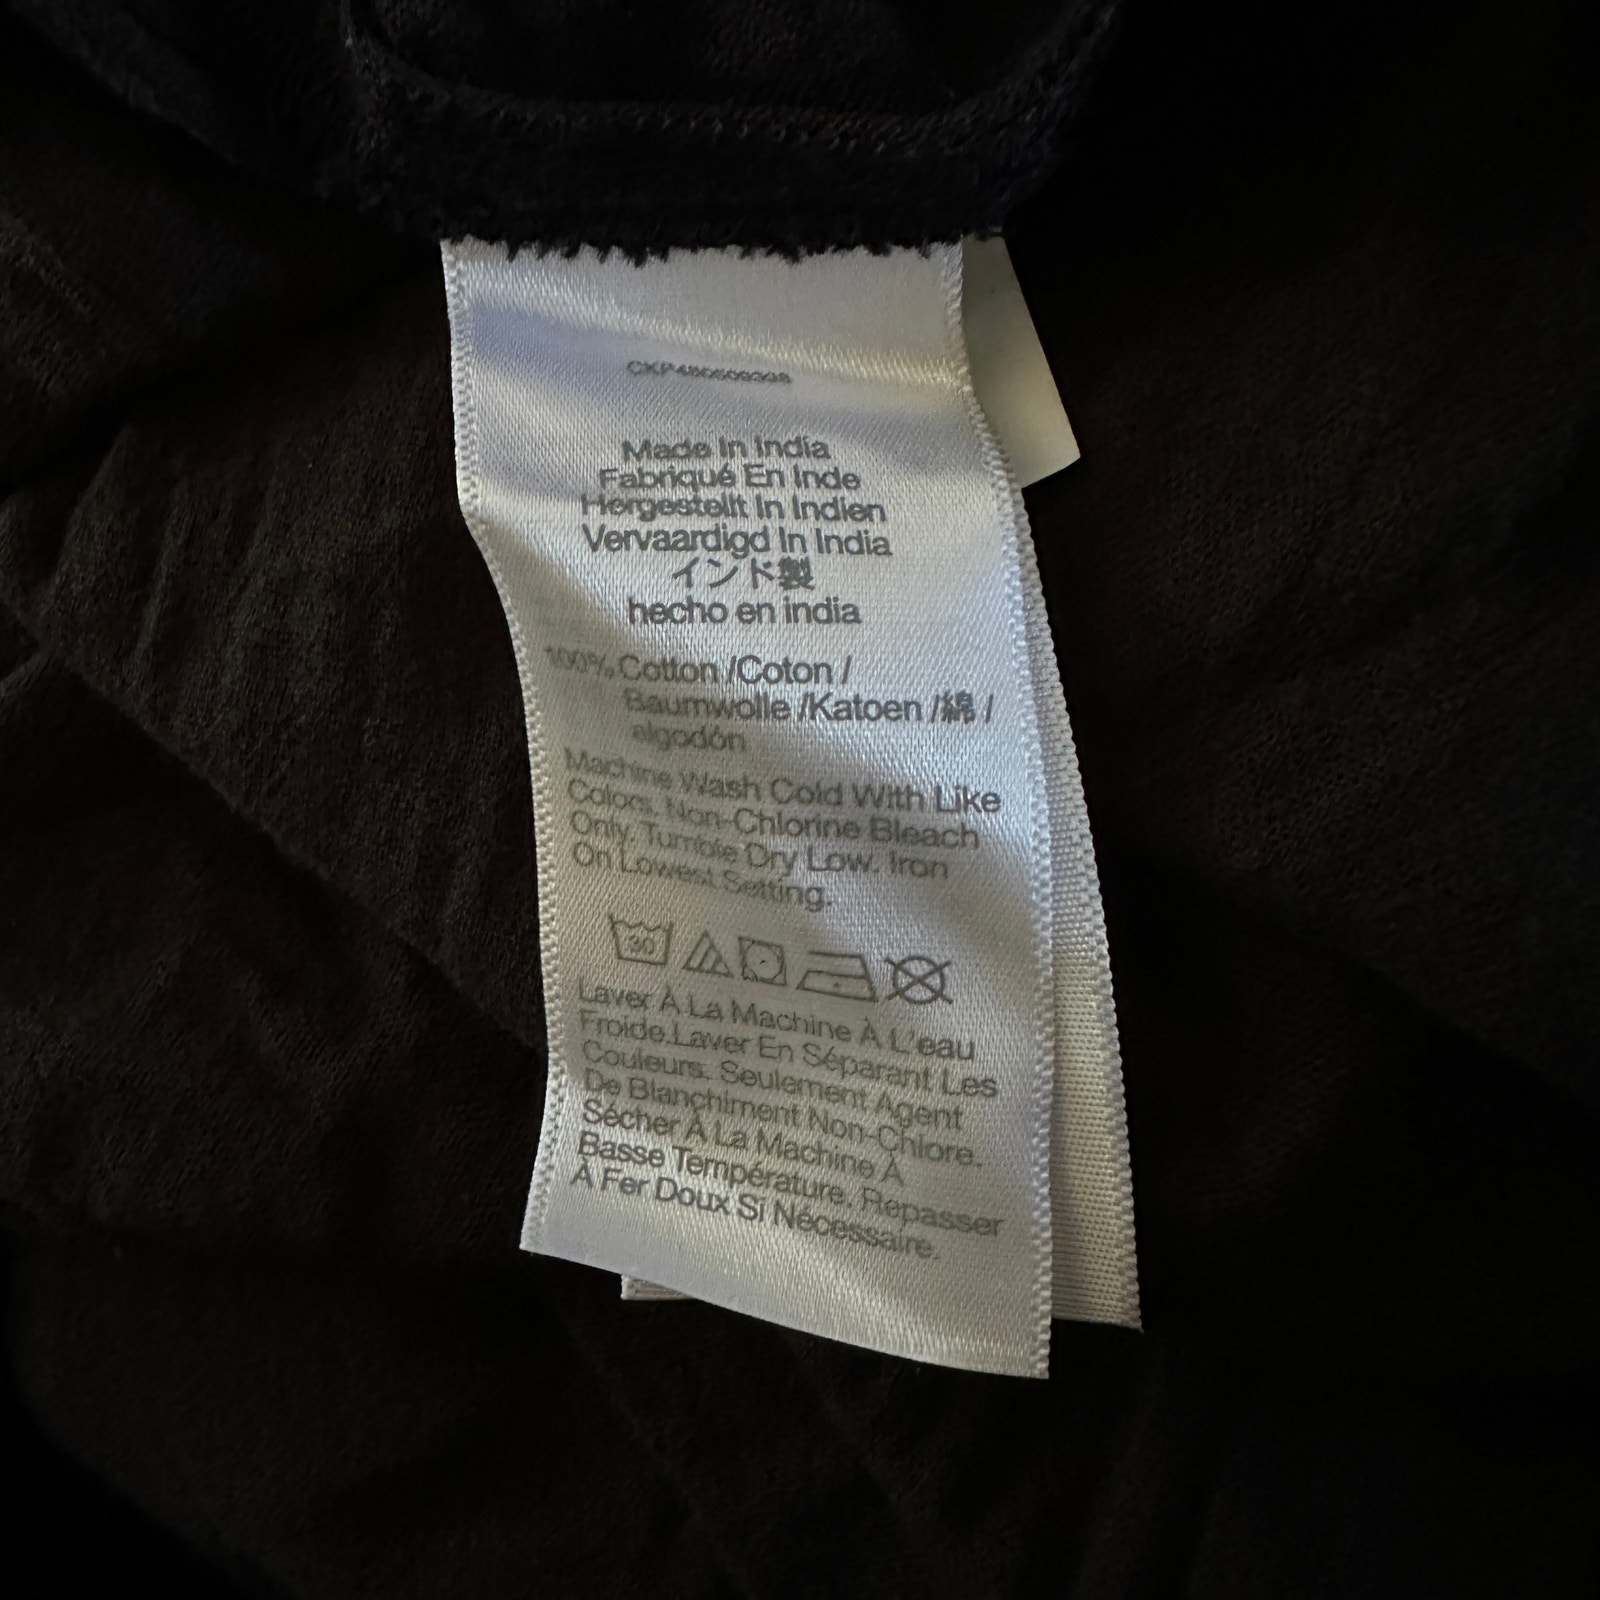 Made In India
Fabriqué En Inde
Hergestellt In Indien
Vervaardigd In India
インド製
hecho en india
100% Cotton /Coton /
Baumwolle /Katoen /綿 /
algodón
Machine Wash Cold With Like
Colors. Non-Chlorine Bleach
Only. Tumble Dry Low. Iron
On Lowest Setting.
30
Laver À La Machine À L'eau
Froide.Laver En Séparant Les
Couleurs. Seulement Agent
De Blanchiment Non-Chlore.
Sécher À La Machine À
Basse Température. Repasser
À Fer Doux Si Nécessaire.